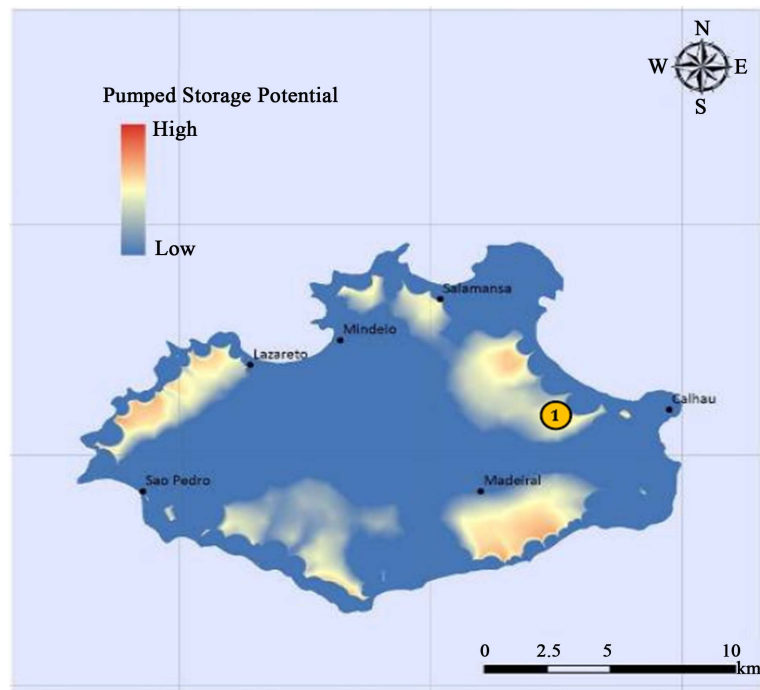 N
W E
S
Pumped Storage Potential
High
Low
Salamansa
Mindelo
Lazareto
Calhau
1
Sao Pedro
Madeiral
0 2.5 5 10
km